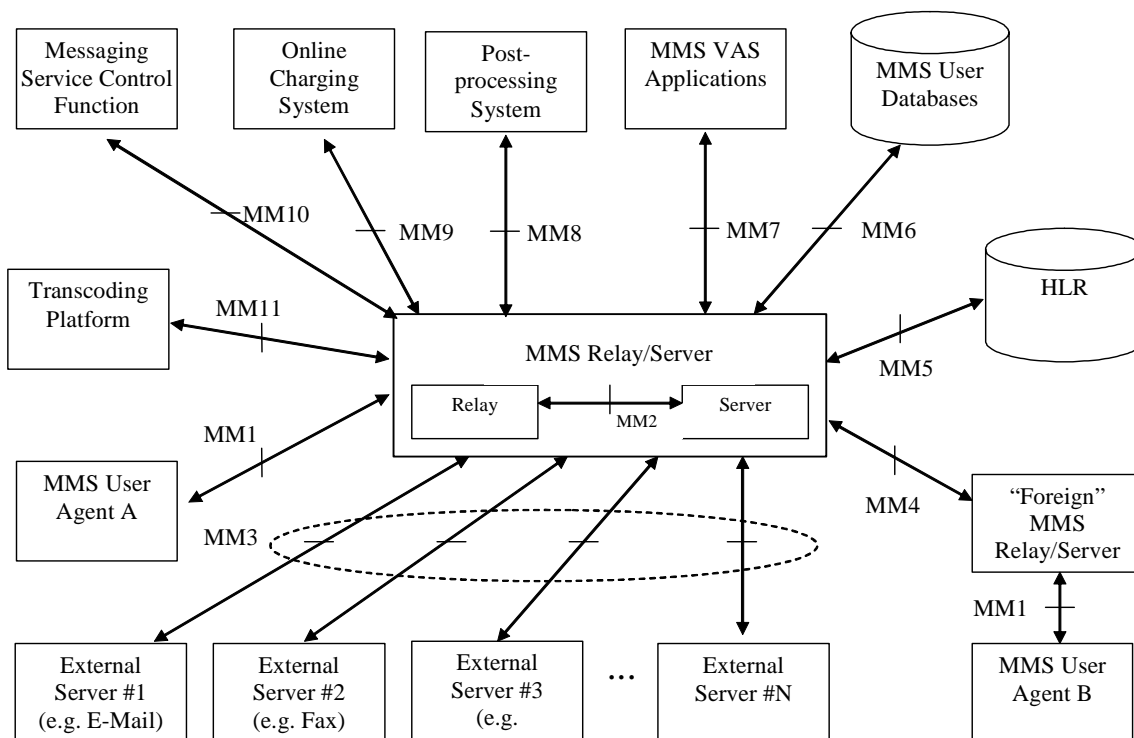 Messaging
Service Control
Function
Online
Charging
System
Post-
processing
System
MMS VAS
Applications
MMS User
Databases
MM10
MM9
MM8
MM7
MM6
Transcoding
Platform
MM11
HLR
MMS Relay/Server
MM5
Relay
MM2
Server
MM1
MMS User
Agent A
MM3
MM4
“Foreign”
MMS
Relay/Server
MM1
External
Server #1
(e.g. E-Mail)
External
Server #2
(e.g. Fax)
External
Server #3
(e.g.
...
External
Server #N
MMS User
Agent B